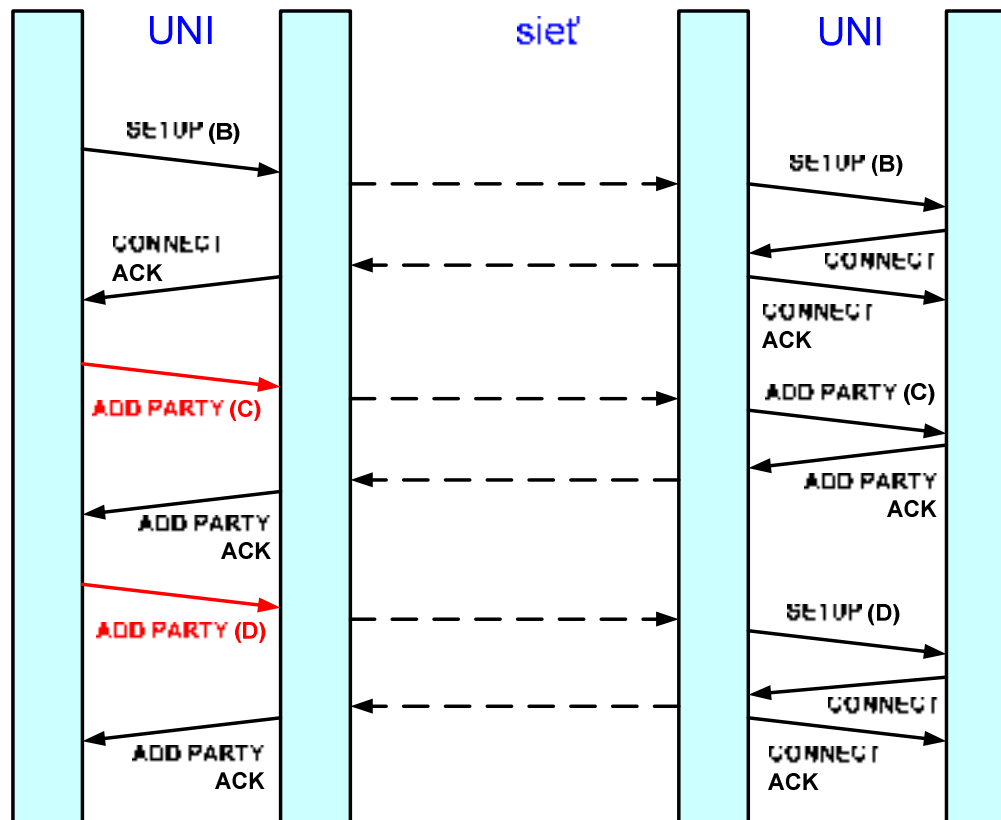 UNI
sieť
UNI
SETUP (B)
SETUP (B)
CONNECT
ACK
CONNECT
CONNECT
ACK
ADD PARTY (C)
ADD PARTY (C)
ADD PARTY
ACK
ADD PARTY
ACK
ADD PARTY (D)
SETUP (D)
CONNECT
ADD PARTY
ACK
CONNECT
ACK